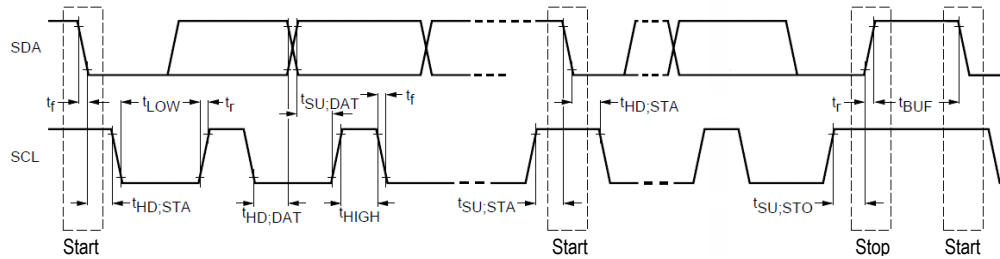 SDA
tf
tLOW
tr
tSU;DAT
tf
tHD;STA
tr
tBUF
SCL
tHD;STA
tHD;DAT
tHIGH
tSU;STA
tSU;STO
Start
Start
Stop
Start